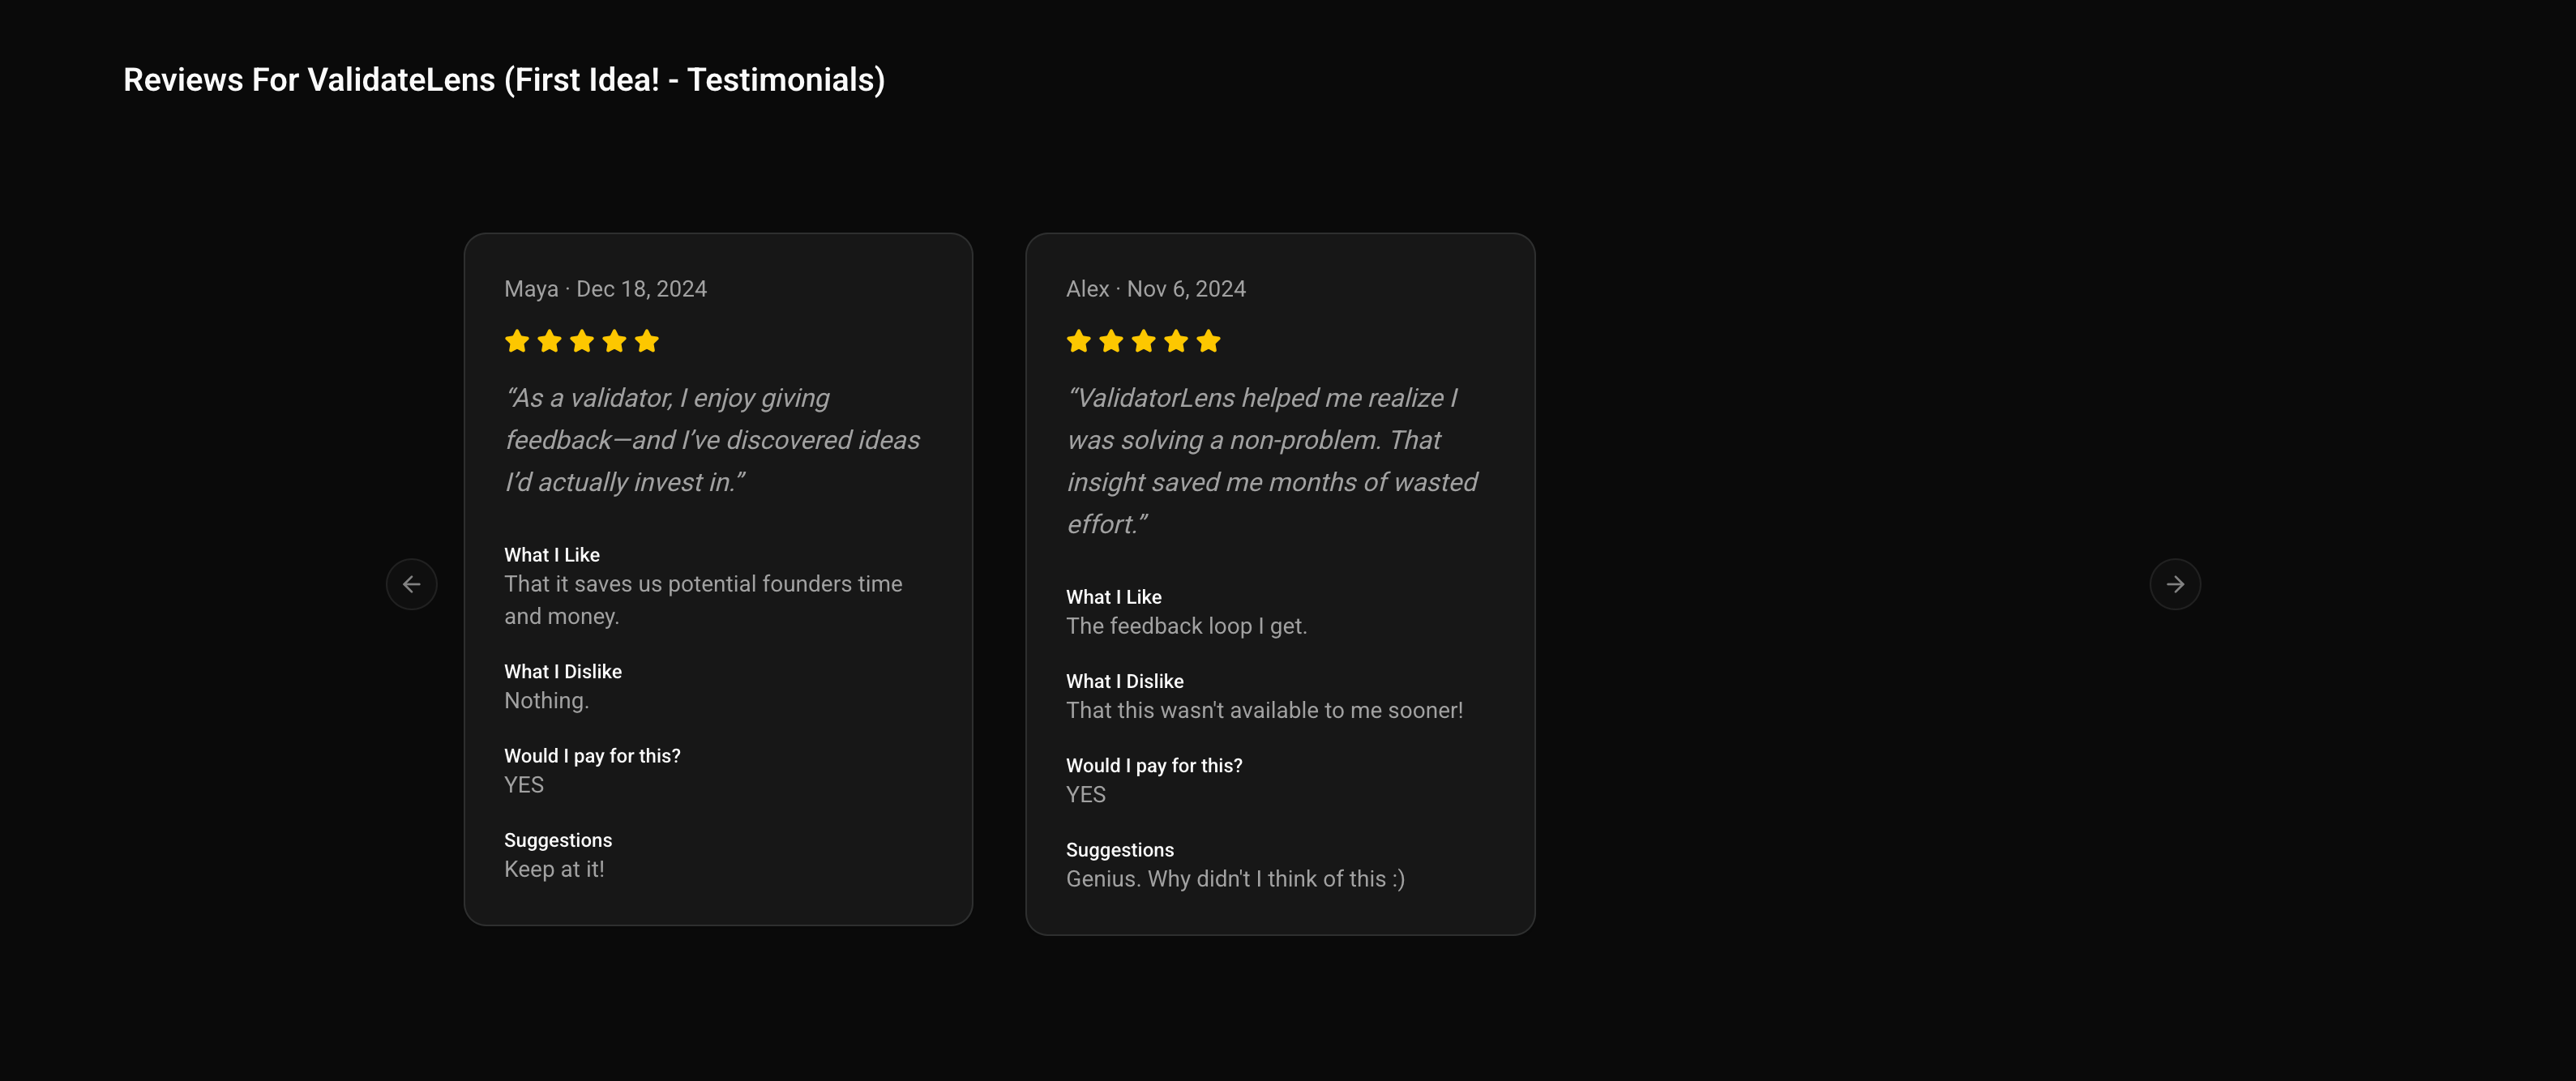 Reviews For ValidateLens (First Idea! - Testimonials)
Maya · Dec 18, 2024
“As a validator, I enjoy giving
feedback—and I’ve discovered ideas
I’d actually invest in.”
What I Like
That it saves us potential founders time
and money.
What I Dislike
Nothing.
Would I pay for this?
YES
Suggestions
Keep at it!
Alex · Nov 6, 2024
“ValidatorLens helped me realize I
was solving a non-problem. That
insight saved me months of wasted
effort.”
What I Like
The feedback loop I get.
What I Dislike
That this wasn't available to me sooner!
Would I pay for this?
YES
Suggestions
Genius. Why didn't I think of this :)